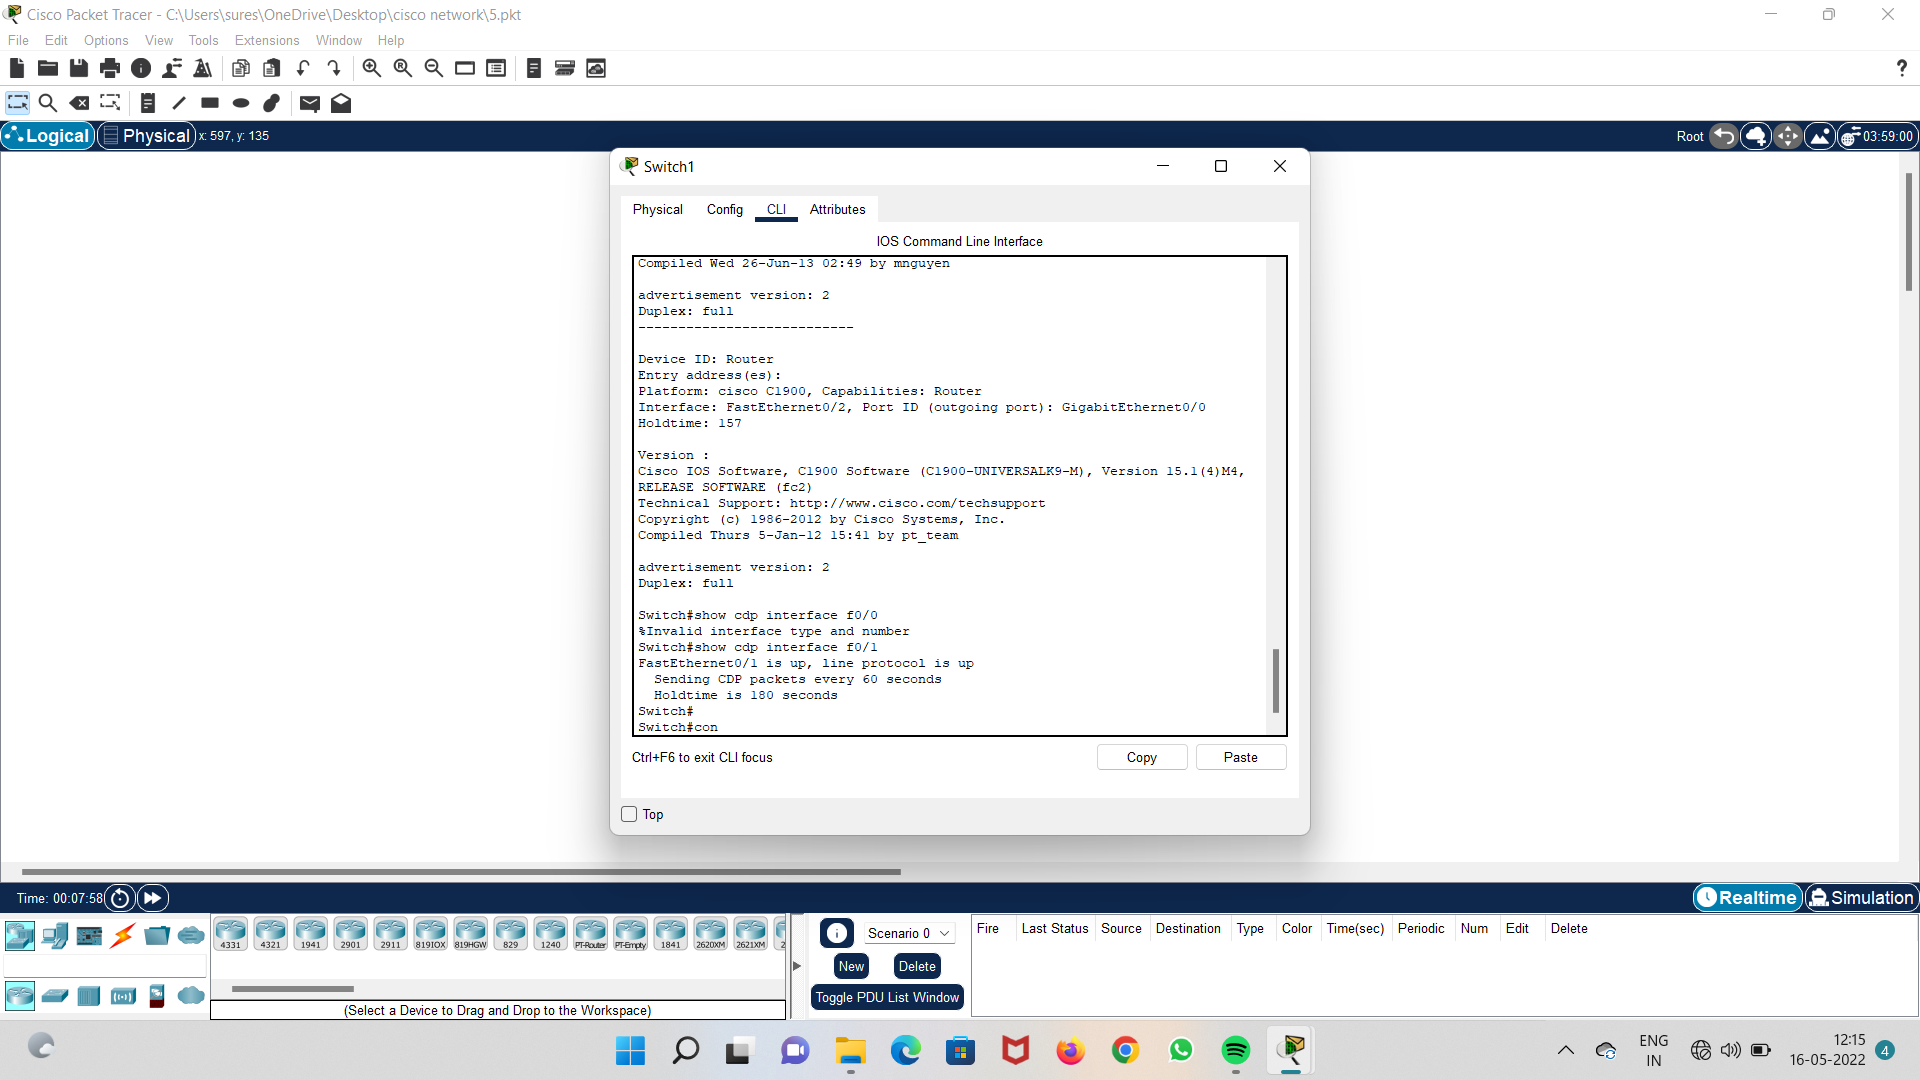 Cisco Packet Tracer - C:\Users\sures\OneDrive\Desktop\cisco network\5.pkt
File Edit Options View Tools Extensions Window Help
Logical Physical x: 597, y: 135 Root 03:59:00
Switch1
Physical Config CLI Attributes
IOS Command Line Interface
Compiled Wed 26-Jun-13 02:49 by mnguyen
advertisement version: 2
Duplex: full
---------------------------
Device ID: Router
Entry address(es):
Platform: cisco C1900, Capabilities: Router
Interface: FastEthernet0/2, Port ID (outgoing port): GigabitEthernet0/0
Holdtime: 157
Version :
Cisco IOS Software, C1900 Software (C1900-UNIVERSALK9-M), Version 15.1(4)M4,
RELEASE SOFTWARE (fc2)
Technical Support: http://www.cisco.com/techsupport
Copyright (c) 1986-2012 by Cisco Systems, Inc.
Compiled Thurs 5-Jan-12 15:41 by pt_team
advertisement version: 2
Duplex: full
Switch#show cdp interface f0/0
%Invalid interface type and number
Switch#show cdp interface f0/1
FastEthernet0/1 is up, line protocol is up
Sending CDP packets every 60 seconds
Holdtime is 180 seconds
Switch#
Switch#con
Ctrl+F6 to exit CLI focus Copy Paste
Top
Time: 00:07:58 Realtime Simulation
4331 4321 1941 2901 2911 819IOX 819HGW 829 1240 PT-Router PT-Empty 1841 2620XM 2621XM 2
(Select a Device to Drag and Drop to the Workspace)
Scenario 0
New Delete
Toggle PDU List Window
Fire Last Status Source Destination Type Color Time(sec) Periodic Num Edit Delete
ENG
IN
12:15
16-05-2022
4